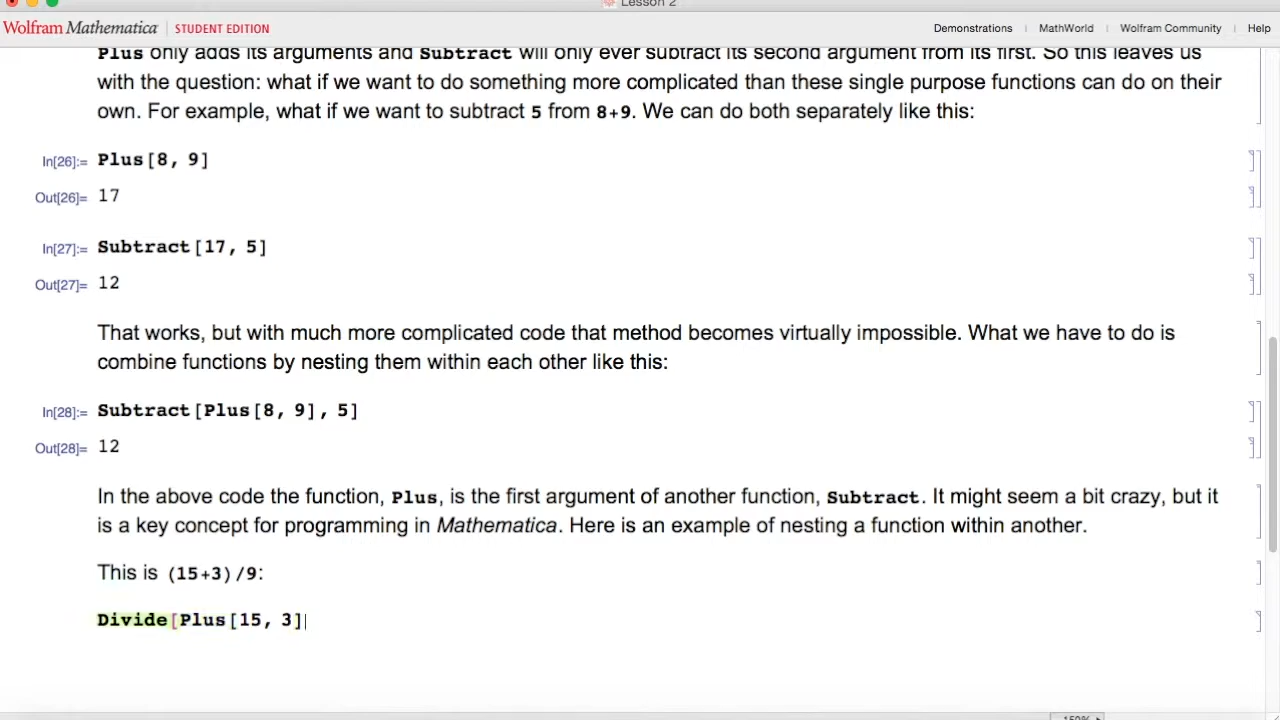 Lesson 2
Wolfram Mathematica | STUDENT EDITION
Demonstrations | MathWorld | Wolfram Community | Help
Plus only adds its arguments and Subtract will only ever subtract its second argument from its first. So this leaves us
with the question: what if we want to do something more complicated than these single purpose functions can do on their
own. For example, what if we want to subtract 5 from 8+9. We can do both separately like this:
In[26]:= Plus[8, 9]
Out[26]= 17
In[27]:= Subtract[17, 5]
Out[27]= 12
That works, but with much more complicated code that method becomes virtually impossible. What we have to do is
combine functions by nesting them within each other like this:
In[28]:= Subtract[Plus[8, 9], 5]
Out[28]= 12
In the above code the function, Plus, is the first argument of another function, Subtract. It might seem a bit crazy, but it
is a key concept for programming in Mathematica. Here is an example of nesting a function within another.
This is (15+3)/9:
Divide[Plus[15, 3]
150%